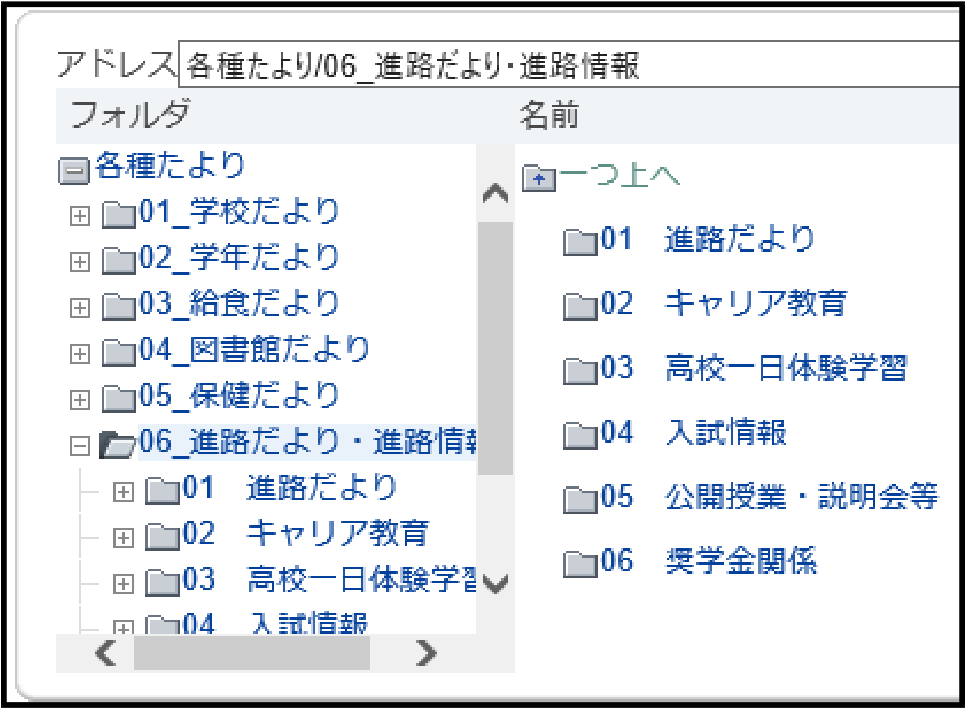 アドレス 各種たより/06_進路だより・進路情報
フォルダ
各種たより
01_学校だより
02_学年だより
03_給食だより
04_図書館だより
05_保健だより
06_進路だより・進路情報
01 進路だより
02 キャリア教育
03 高校一日体験学習
04 入試情報
名前
一つ上へ
01 進路だより
02 キャリア教育
03 高校一日体験学習
04 入試情報
05 公開授業・説明会等
06 奨学金関係